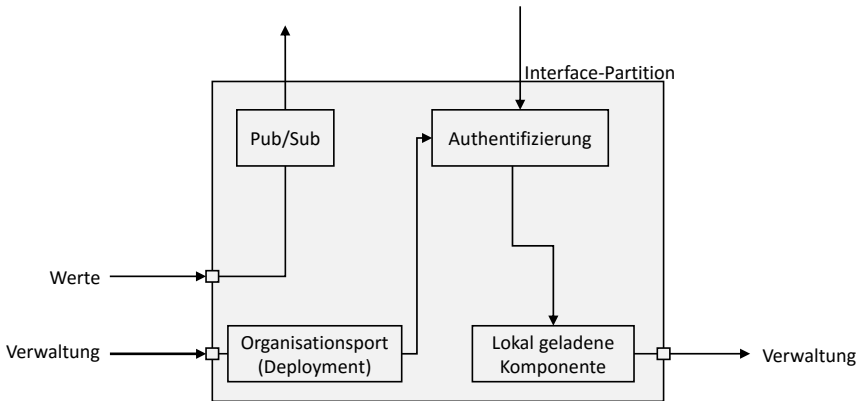 Interface-Partition
Pub/Sub
Authentifizierung
Werte
Verwaltung
Organisationsport
(Deployment)
Lokal geladene
Komponente
Verwaltung